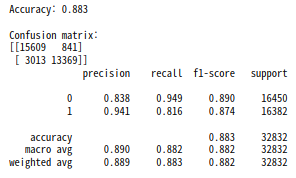 Accuracy: 0.883
Confusion matrix:
[[15609   841]
 [ 3013 13369]]
              precision    recall  f1-score   support
           0      0.838     0.949     0.890     16450
           1      0.941     0.816     0.874     16382
    accuracy                          0.883     32832
   macro avg      0.890     0.882     0.882     32832
weighted avg      0.889     0.883     0.882     32832